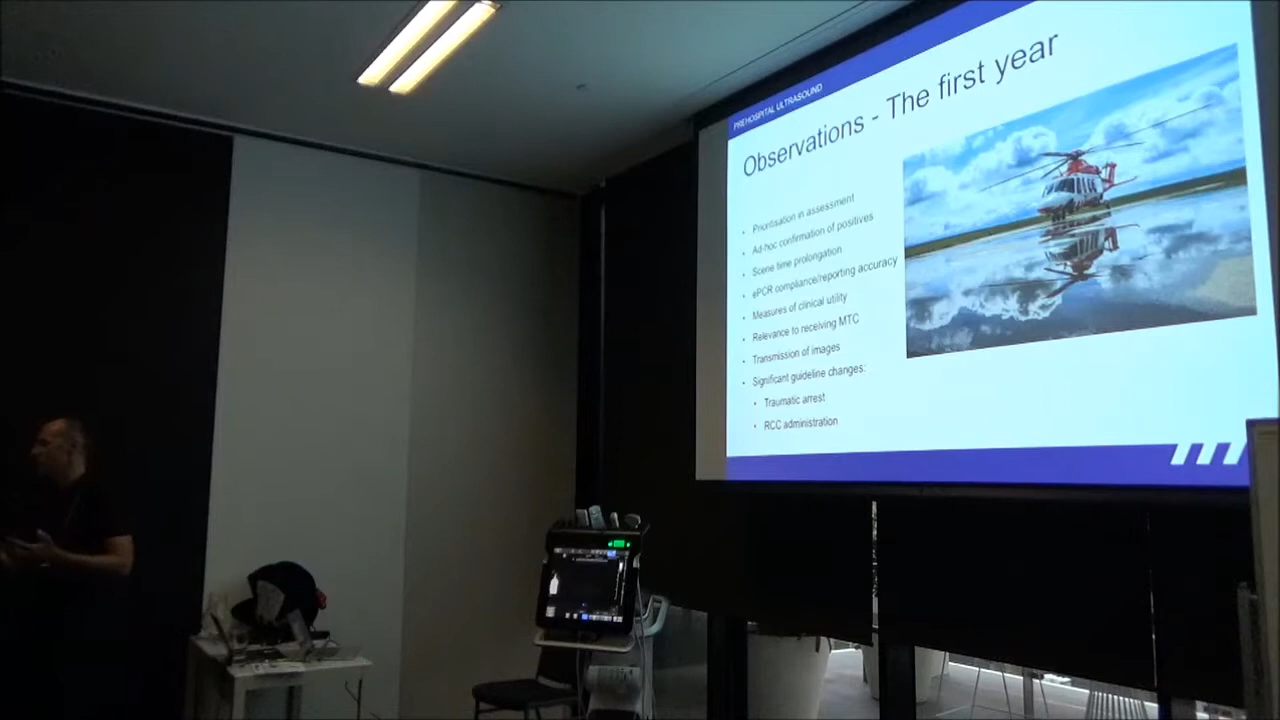 PREHOSPITAL ULTRASOUND
Observations - The first year
Prioritisation in assessment
Ad-hoc confirmation of positives
Scene time prolongation
ePCR compliance/reporting accuracy
Measures of clinical utility
Relevance to receiving MTC
Transmission of images
Significant guideline changes:
Traumatic arrest
RCC administration